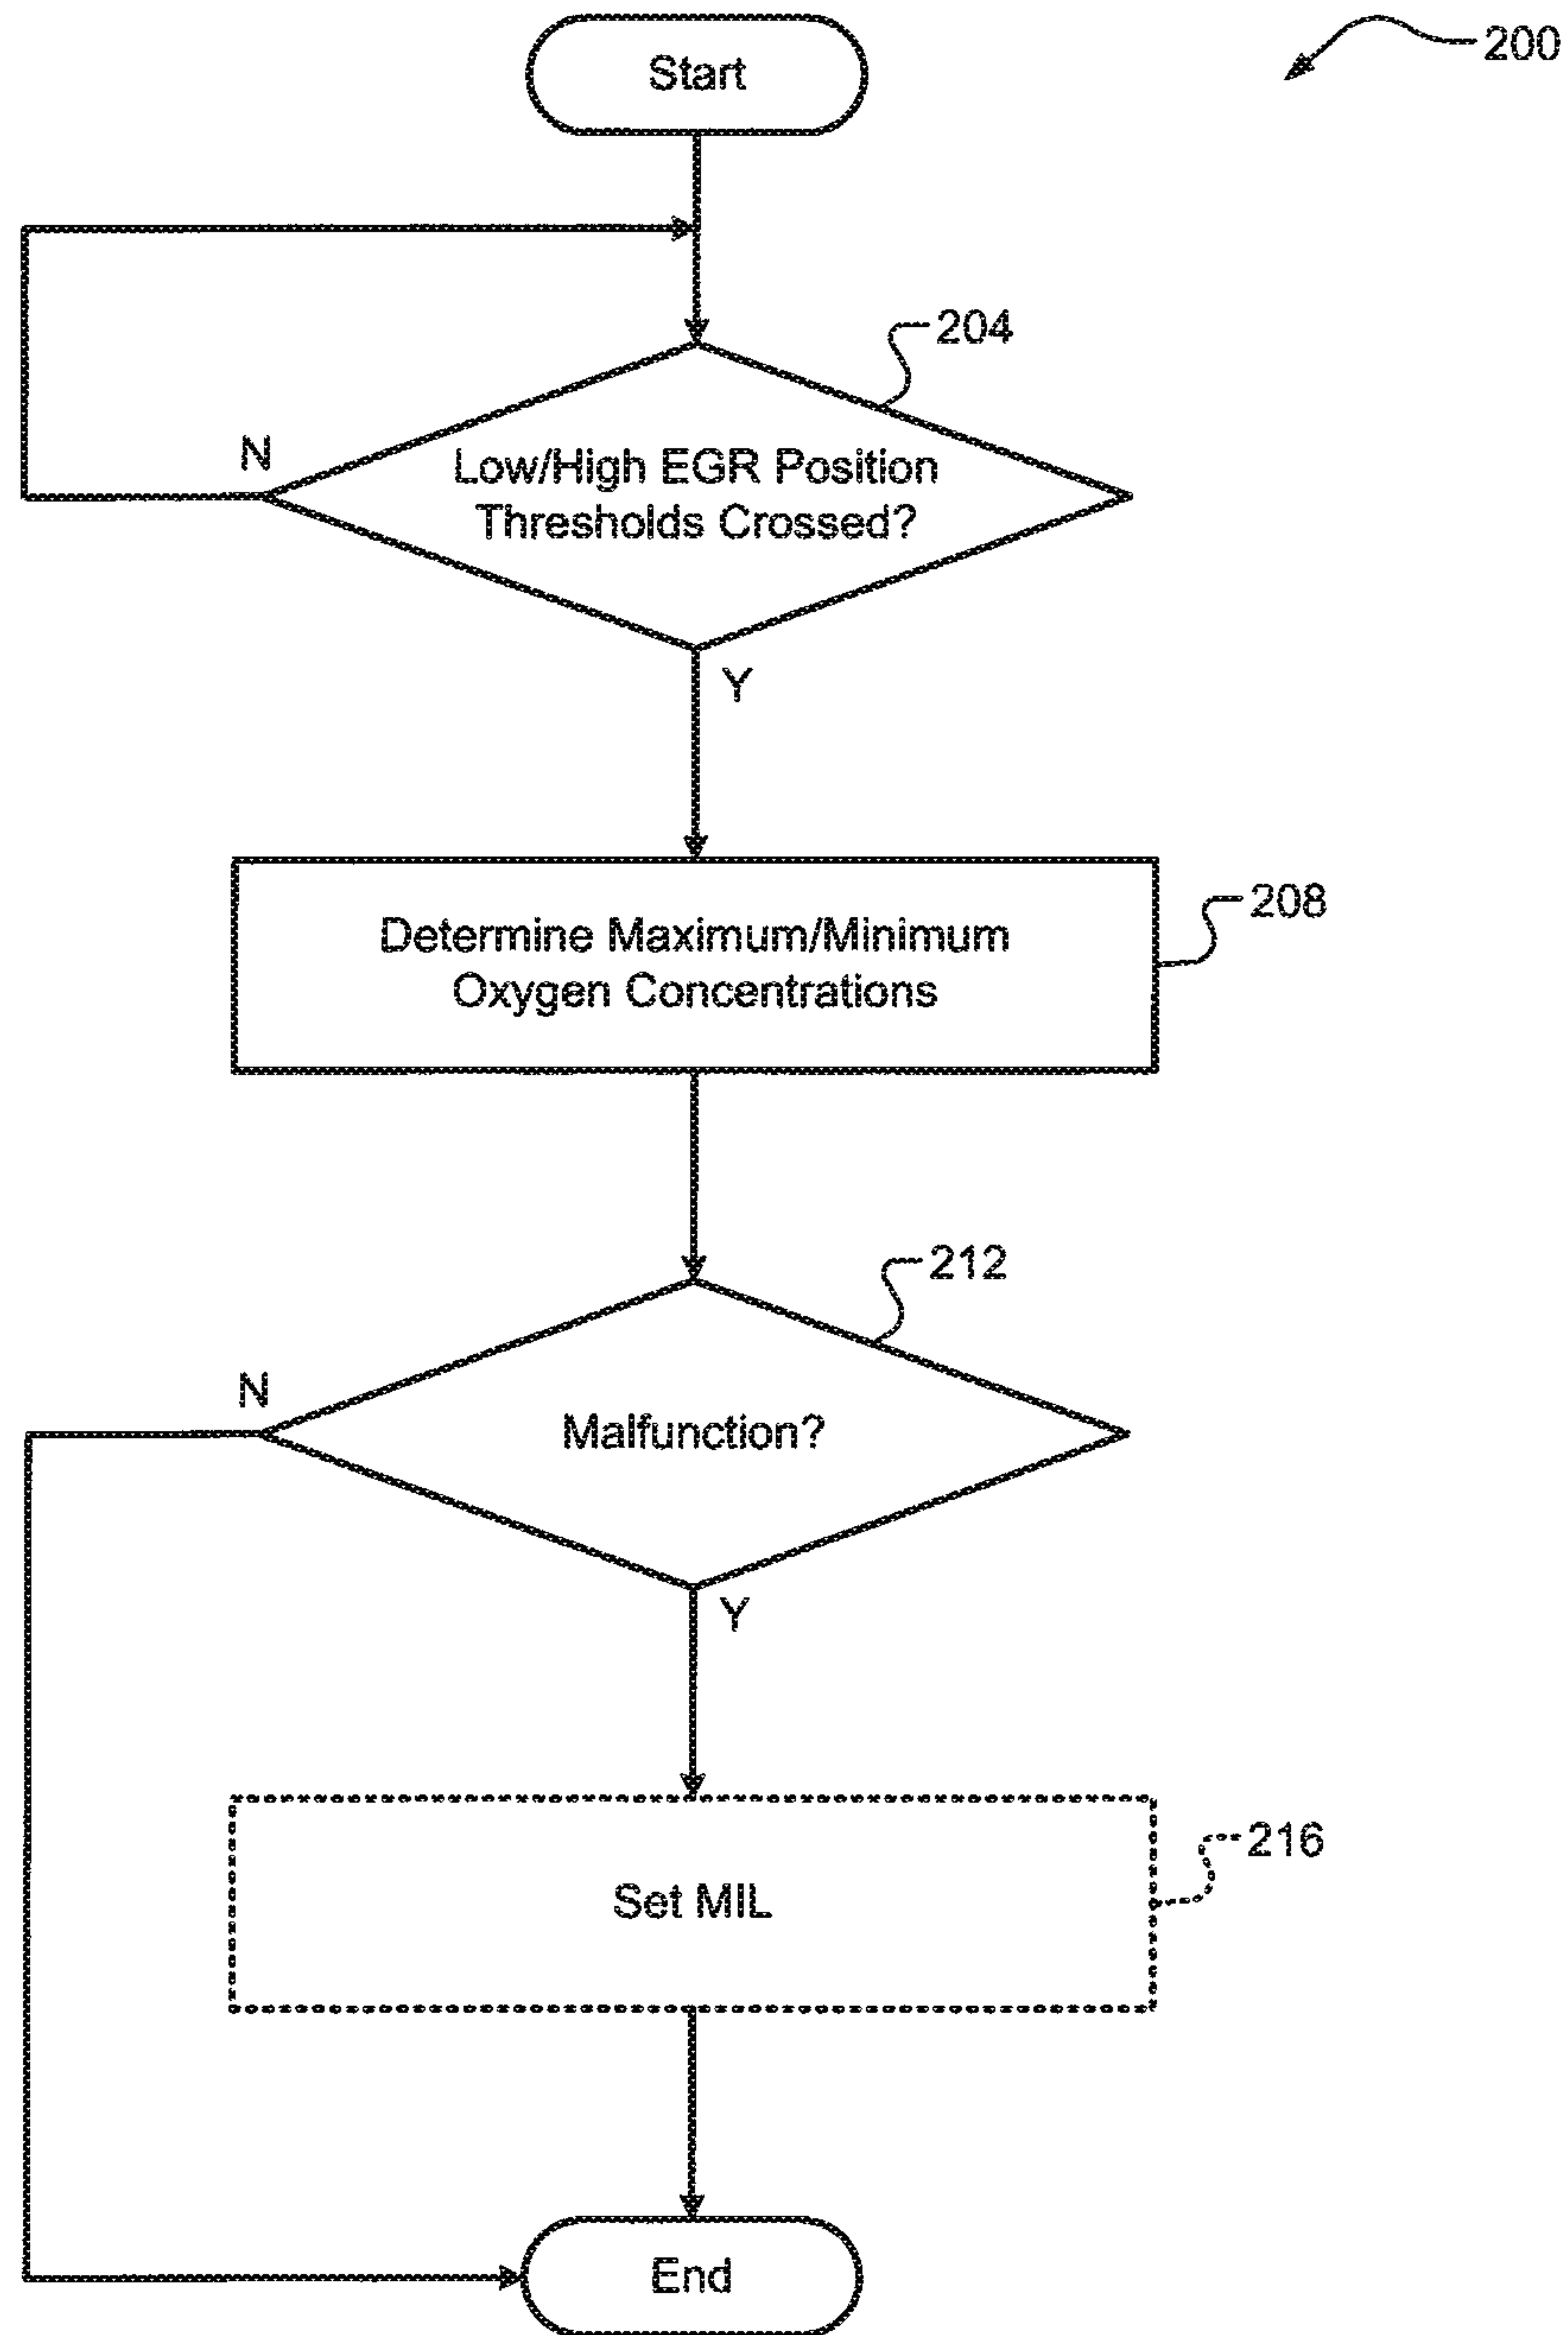 Start
200
204
N
Low/High EGR Position
Thresholds Crossed?
Y
208
Determine Maximum/Minimum
Oxygen Concentrations
212
N
Malfunction?
Y
216
Set MIL
End